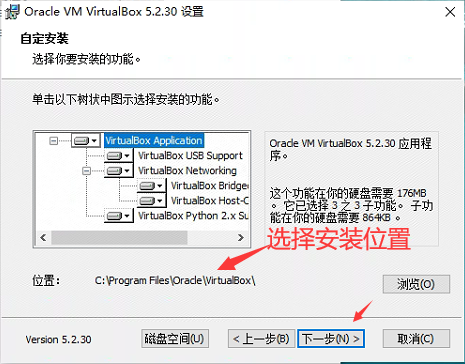 Oracle VM VirtualBox 5.2.30 设置
自定安装
选择你要安装的功能。
单击以下树状中图示选择安装的功能。
VirtualBox Application
VirtualBox USB Support
VirtualBox Networking
VirtualBox Bridge
VirtualBox Host-C
VirtualBox Python 2.x Su
Oracle VM VirtualBox 5.2.30 应用程
序。
这个功能在你的硬盘需要 176MB
。 它已选择 3 之 3 子功能。 子功
能在你的硬盘需要 864KB 。
选择安装位置
位置：
C:\Program Files\Oracle\VirtualBox\
浏览(O)
Version 5.2.30
磁盘空间(U)
< 上一步(B)
下一步(N) >
取消(C)